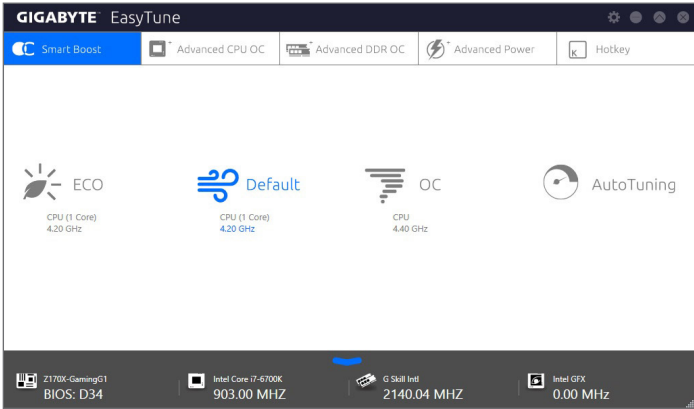 GIGABYTE™ EasyTune
Smart Boost
Advanced CPU OC
Advanced DDR OC
Advanced Power
K Hotkey
ECO
CPU (1 Core)
4.20 GHz
Default
CPU (1 Core)
4.20 GHz
OC
CPU
4.40 GHz
AutoTuning
Z170X-GamingG1
BIOS: D34
Intel Core i7-6700K
903.00 MHZ
G Skill Intl
2140.04 MHZ
Intel GFX
0.00 MHz